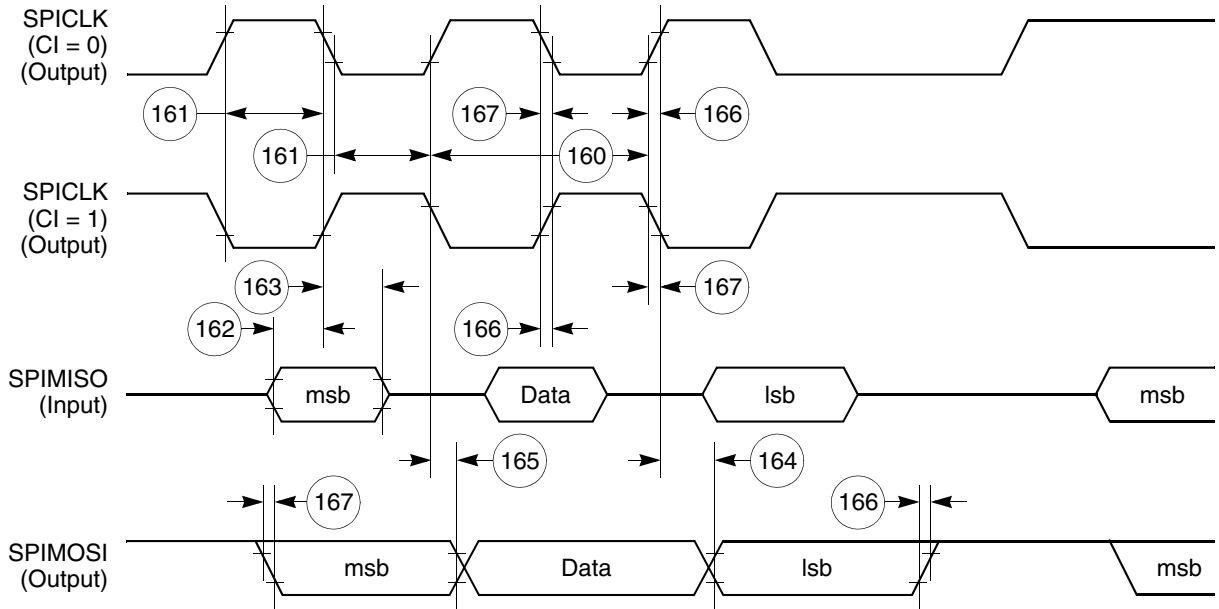 SPICLK
(CI = 0)
(Output)
161
167
166
161
160
SPICLK
(CI = 1)
(Output)
163
167
162
166
SPIMISO
(Input)
msb
Data
lsb
msb
165
164
167
166
SPIMOSI
(Output)
msb
Data
lsb
msb